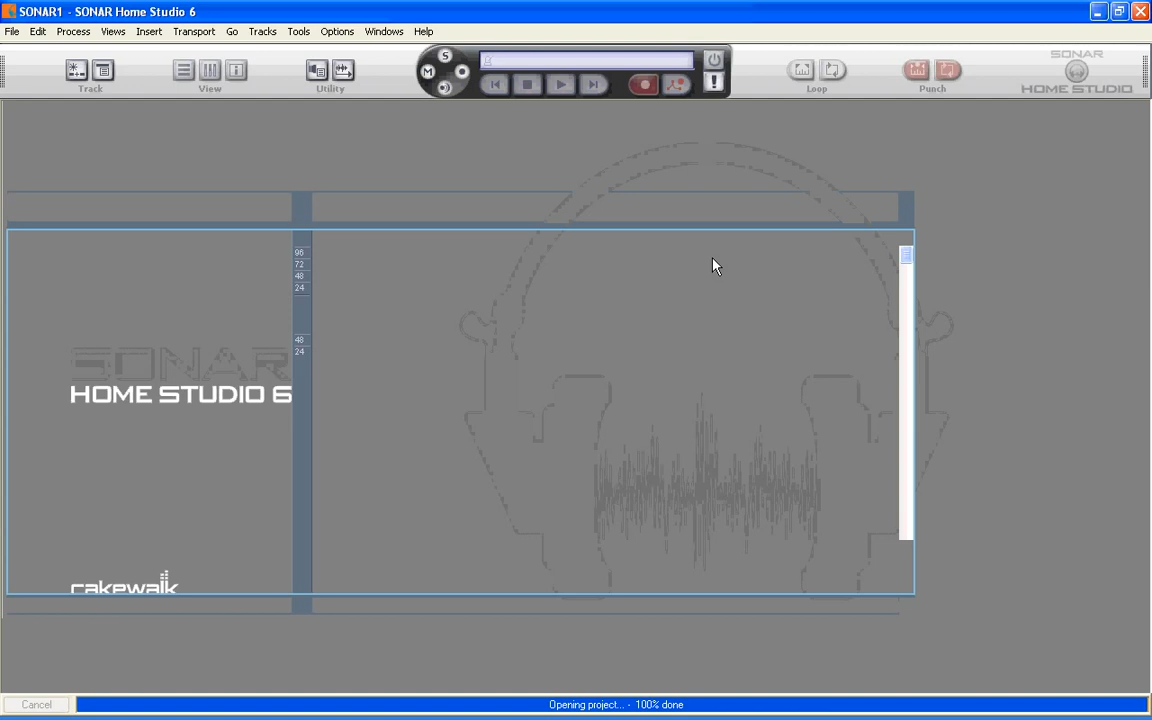 SONAR1 - SONAR Home Studio 6
File Edit Process Views Insert Transport Go Tracks Tools Options Windows Help
S
M
Track
View
Utility
Loop
Punch
SONAR
HOME STUDIO
96
72
48
24
48
24
SONAR
HOME STUDIO 6
cakewalk
Cancel
Opening project... - 100% done